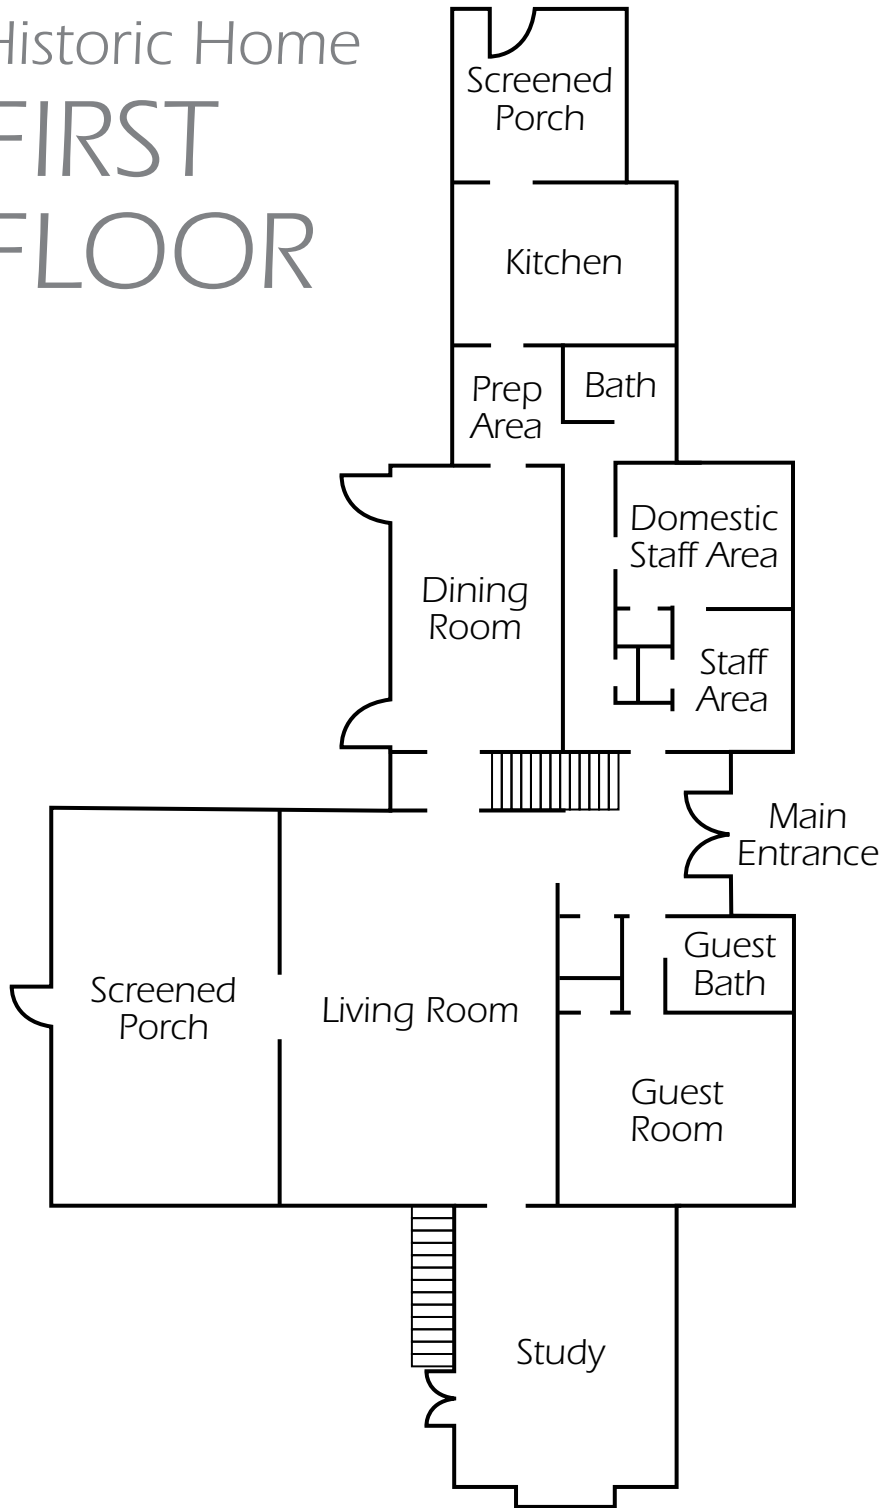 Historic Home
FIRST
FLOOR
Screened
Porch
Kitchen
Prep
Area
Bath
Domestic
Staff Area
Dining
Room
Staff
Area
Main
Entrance
Guest
Bath
Screened
Porch
Living Room
Guest
Room
Study